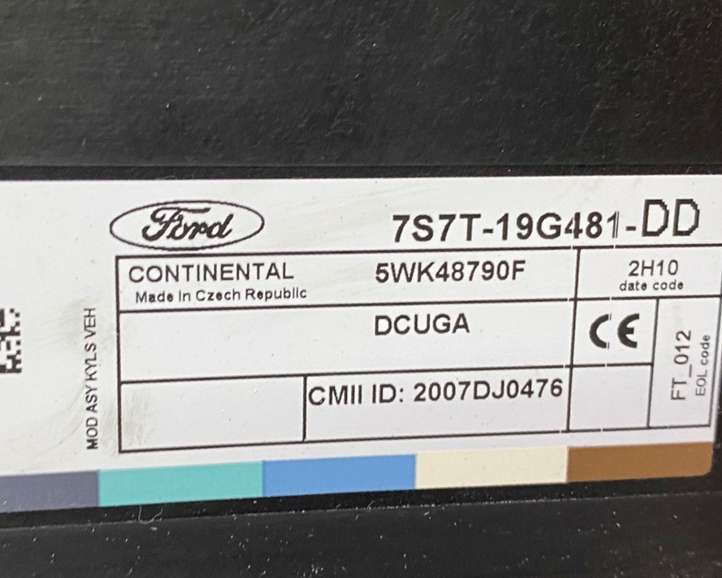 Ford
7S7T-19G481-DD
CONTINENTAL
Made in Czech Republic
5WK48790F
2H10
date code
DCUGA
CE
FT_012
EOL code
CMII ID: 2007DJ0476
MOD ASY KYLS VEH